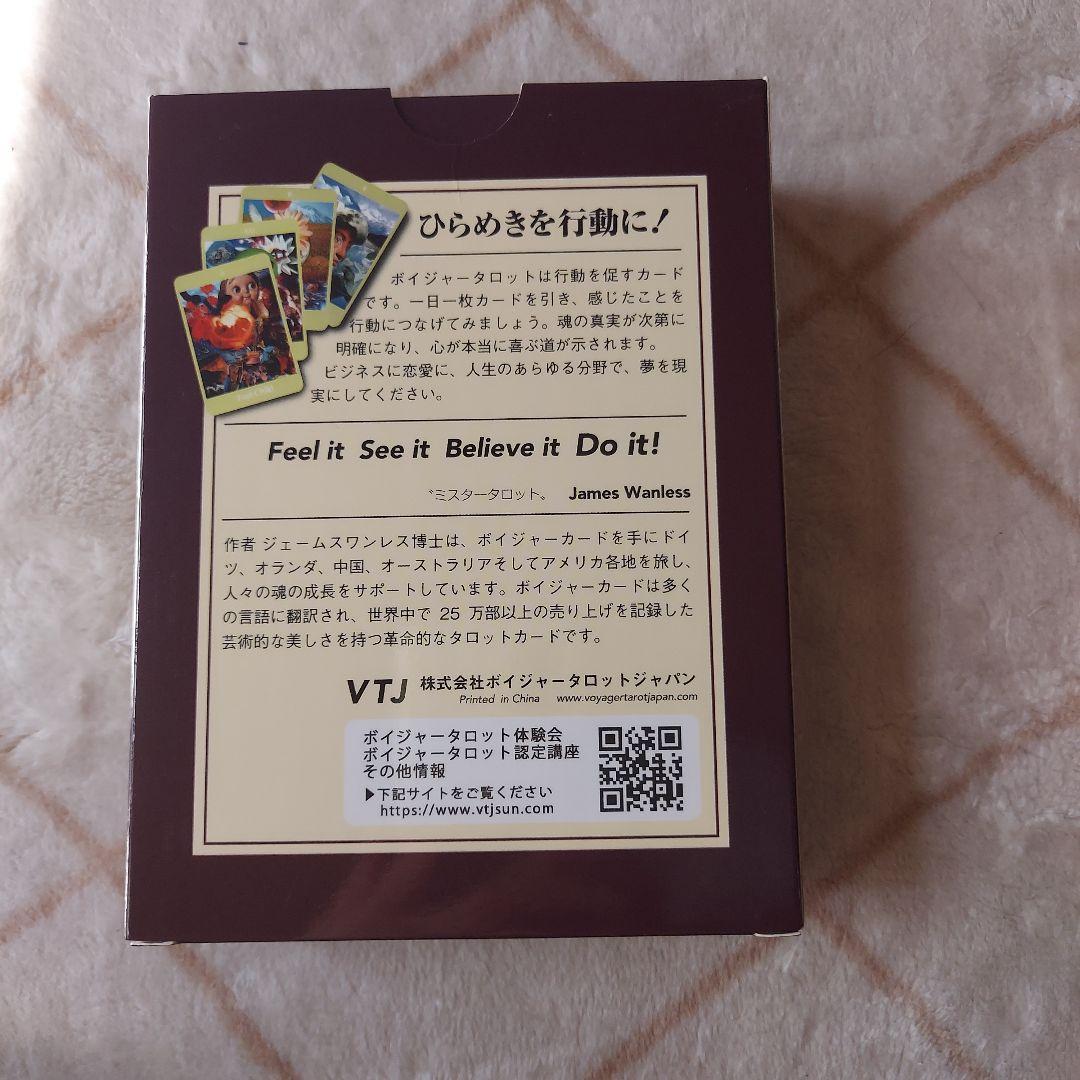 ひらめきを行動に!
ボイジャータロットは行動を促すカード
です。一日一枚カードを引き、感じたことを
行動につなげてみましょう。魂の真実が次第に
明確になり、心が本当に喜ぶ道が示されます。
ビジネスに恋愛に、人生のあらゆる分野で、夢を現
実にしてください。
Feel it See it Believe it Do it!
〝ミスタータロット〟 James Wanless
作者 ジェームスワンレス博士は、ボイジャーカードを手にドイ
ツ、オランダ、中国、オーストラリアそしてアメリカ各地を旅し、
人々の魂の成長をサポートしています。ボイジャーカードは多く
の言語に翻訳され、世界中で 25 万部以上の売り上げを記録した
芸術的な美しさを持つ革命的なタロットカードです。
VTJ 株式会社ボイジャータロットジャパン
Printed in China www.voyagertarotjapan.com
ボイジャータロット体験会
ボイジャータロット認定講座
その他情報
▶下記サイトをご覧ください
https://www.vtjsun.com